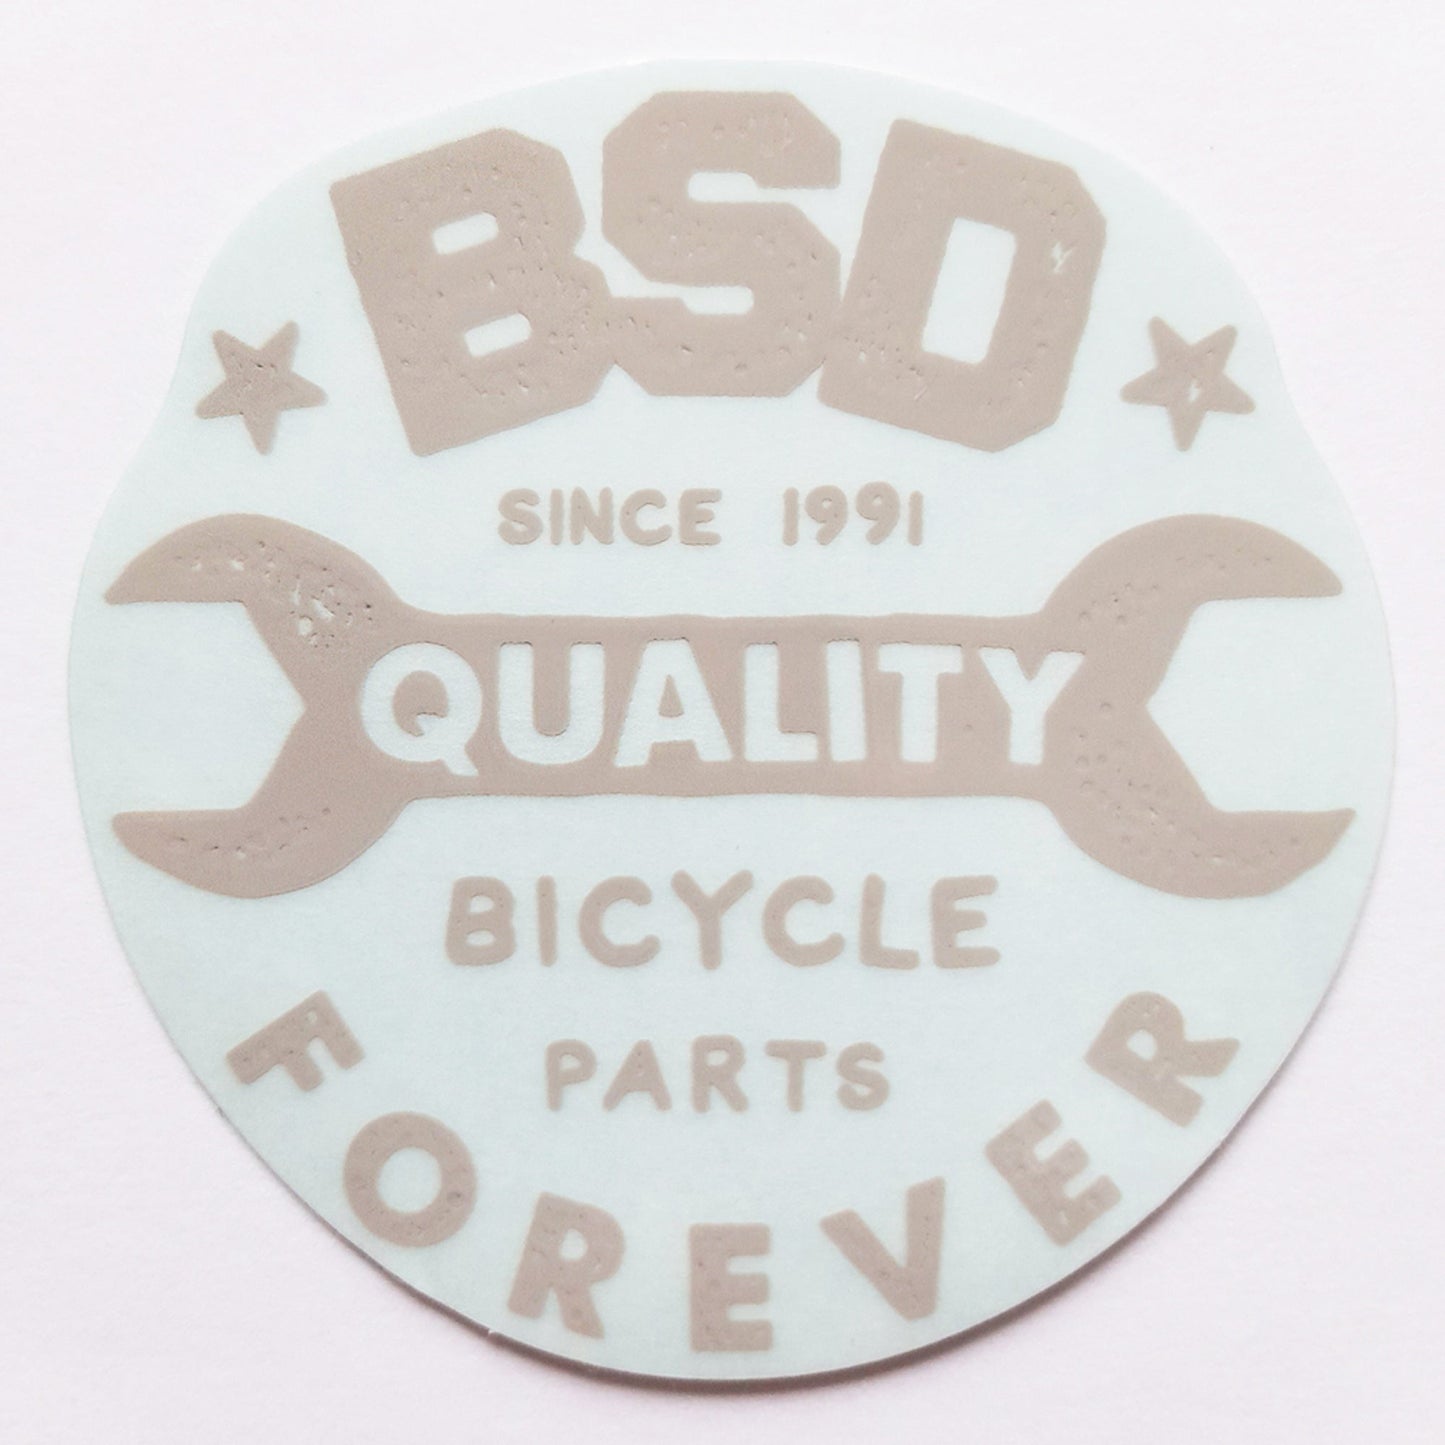 BSD
SINCE 1991
QUALITY
BICYCLE
PARTS
FOREVER